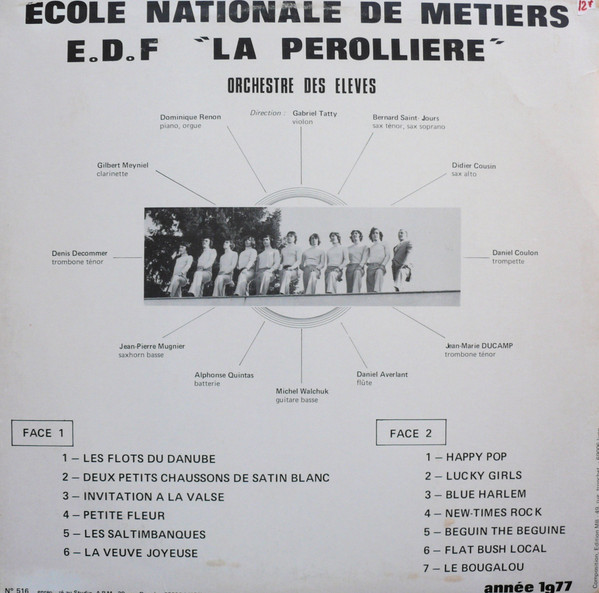 ECOLE NATIONALE DE METIERS
E.D.F "LA PEROLLIERE"
ORCHESTRE DES ELEVES
Direction : Gabriel Tatty
violon
Dominique Renon
piano, orgue
Bernard Saint-Jours
sax ténor, sax soprano
Gilbert Meyniel
clarinette
Didier Cousin
sax alto
Denis Decommer
trombone ténor
Daniel Coulon
trompette
Jean-Pierre Mugnier
saxhorn basse
Jean-Marie DUCAMP
trombone ténor
Alphonse Quintas
batterie
Daniel Averlant
flûte
Michel Walchuk
guitare basse
FACE 1
1 – LES FLOTS DU DANUBE
2 – DEUX PETITS CHAUSSONS DE SATIN BLANC
3 – INVITATION A LA VALSE
4 – PETITE FLEUR
5 – LES SALTIMBANQUES
6 – LA VEUVE JOYEUSE
FACE 2
1 – HAPPY POP
2 – LUCKY GIRLS
3 – BLUE HARLEM
4 – NEW-TIMES ROCK
5 – BEGUIN THE BEGUINE
6 – FLAT BUSH LOCAL
7 – LE BOUGALOU
année 1977
N° 516